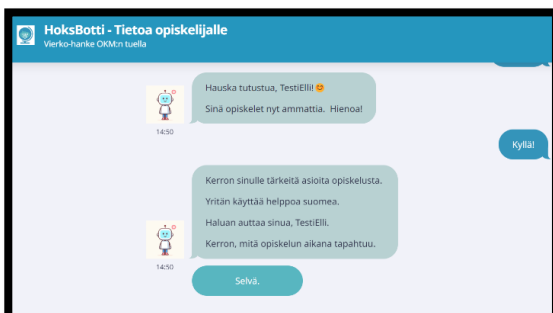 HoksBotti - Tietoa opiskelijalle
Vierko-hanke OKM:n tuella
Hauska tutustua, TestiElli!😊
Sinä opiskelet nyt ammattia. Hienoa!
14:50
Kyllä!
Kerron sinulle tärkeitä asioita opiskelusta.
Yritän käyttää helppoa suomea.
Haluan auttaa sinua, TestiElli.
Kerron, mitä opiskelun aikana tapahtuu.
14:50
Selvä.